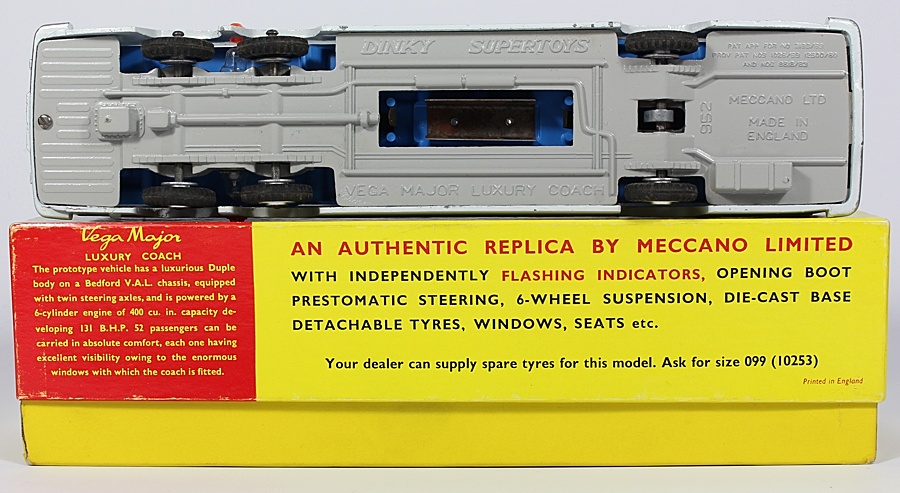 DINKY SUPERTOYS
VEGA MAJOR LUXURY COACH
952
MECCANO LTD
MADE IN
ENGLAND
Vega Major
LUXURY COACH
The prototype vehicle has a luxurious Duple
body on a Bedford V.A.L. chassis, equipped
with twin steering axles, and is powered by a
6-cylinder engine of 400 cu. in. capacity de-
veloping 131 B.H.P. 52 passengers can be
carried in absolute comfort, each one having
excellent visibility owing to the enormous
windows with which the coach is fitted.
AN AUTHENTIC REPLICA BY MECCANO LIMITED
WITH INDEPENDENTLY FLASHING INDICATORS, OPENING BOOT
PRESTOMATIC STEERING, 6-WHEEL SUSPENSION, DIE-CAST BASE
DETACHABLE TYRES, WINDOWS, SEATS etc.
Your dealer can supply spare tyres for this model. Ask for size 099 (10253)
Printed in England